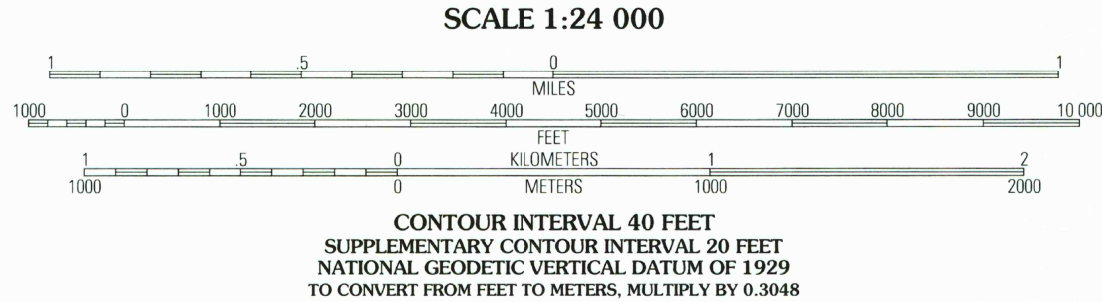 SCALE 1:24 000
1 .5 0 1
MILES
1000 0 1000 2000 3000 4000 5000 6000 7000 8000 9000 10 000
FEET
1 .5 0 KILOMETERS 1 2
1000 0 METERS 1000 2000
CONTOUR INTERVAL 40 FEET
SUPPLEMENTARY CONTOUR INTERVAL 20 FEET
NATIONAL GEODETIC VERTICAL DATUM OF 1929
TO CONVERT FROM FEET TO METERS, MULTIPLY BY 0.3048